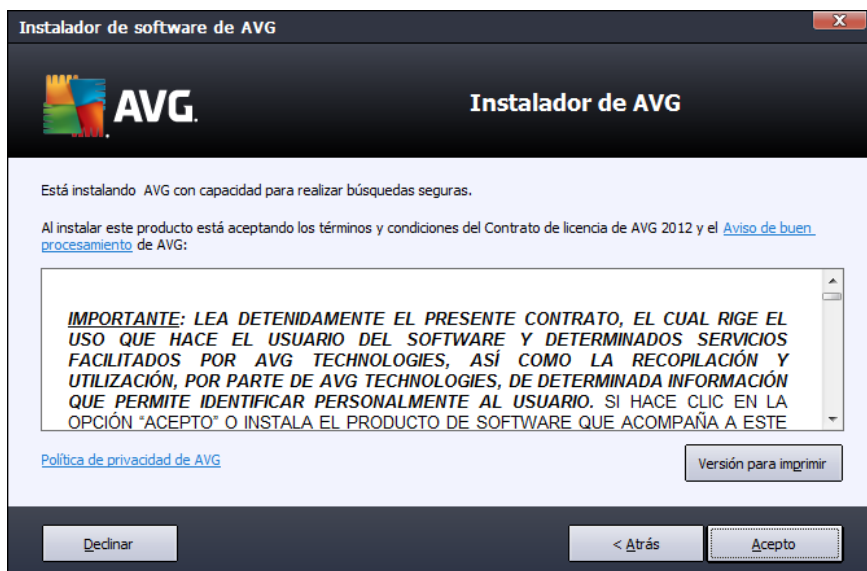 Instalador de software de AVG
AVG.
Instalador de AVG
Está instalando  AVG con capacidad para realizar búsquedas seguras.
Al instalar este producto está aceptando los términos y condiciones del Contrato de licencia de AVG 2012 y el Aviso de buen
procesamiento de AVG:
IMPORTANTE: LEA DETENIDAMENTE EL PRESENTE CONTRATO, EL CUAL RIGE EL
USO QUE HACE EL USUARIO DEL SOFTWARE Y DETERMINADOS SERVICIOS
FACILITADOS POR AVG TECHNOLOGIES, ASÍ COMO LA RECOPILACIÓN Y
UTILIZACIÓN, POR PARTE DE AVG TECHNOLOGIES, DE DETERMINADA INFORMACIÓN
QUE PERMITE IDENTIFICAR PERSONALMENTE AL USUARIO. SI HACE CLIC EN LA
OPCIÓN “ACEPTO” O INSTALA EL PRODUCTO DE SOFTWARE QUE ACOMPAÑA A ESTE
Política de privacidad de AVG
Versión para imprimir
Declinar
< Atrás
Acepto